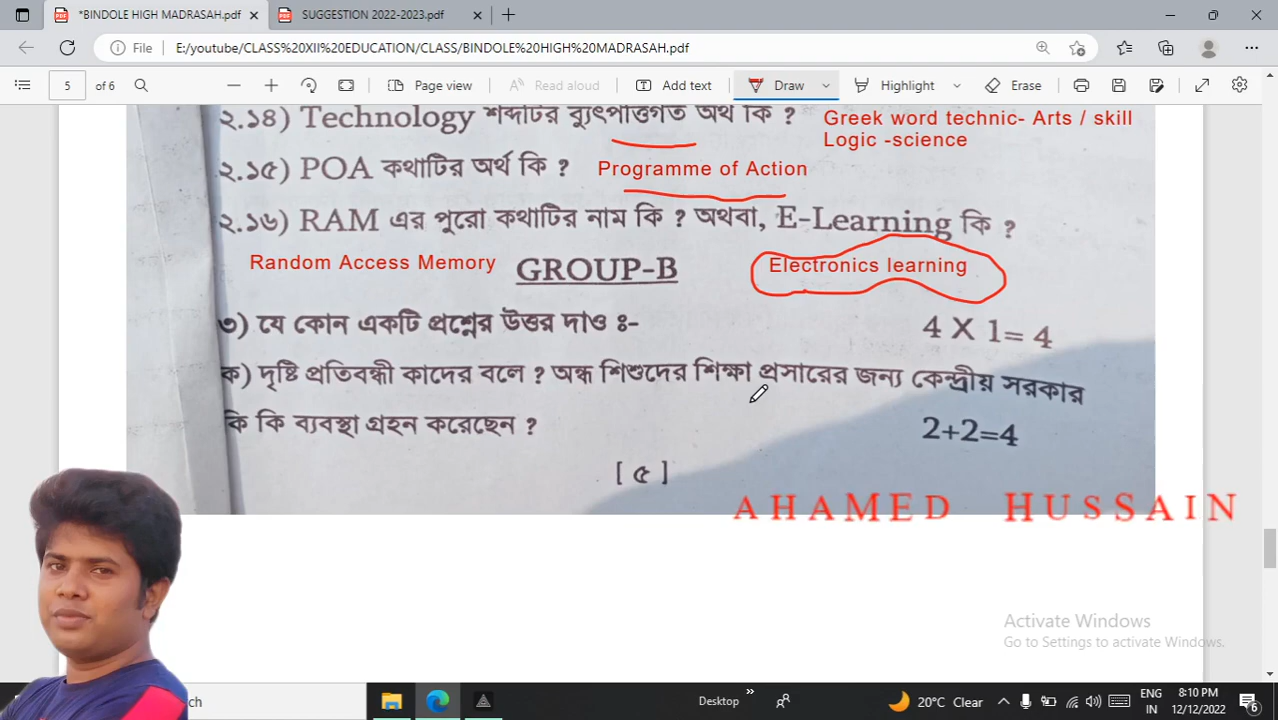 *BINDOLE HIGH MADRASAH.pdf
SUGGESTION 2022-2023.pdf
File E:/youtube/CLASS%20XII%20EDUCATION/CLASS/BINDOLE%20HIGH%20MADRASAH.pdf
5 of 6 Page view Read aloud Add text Draw Highlight Erase
২.১৪) Technology শব্দটির ব্যুৎপত্তিগত অর্থ কি ? Greek word technic- Arts / skill
Logic -science
২.১৫) POA কথাটির অর্থ কি ? Programme of Action
২.১৬) RAM এর পুরো কথাটির নাম কি ? অথবা, E-Learning কি ?
Random Access Memory GROUP-B Electronics learning
৩) যে কোন একটি প্রশ্নের উত্তর দাও ঃ- 4 X 1= 4
ক) দৃষ্টি প্রতিবন্ধী কাদের বলে ? অন্ধ শিশুদের শিক্ষা প্রসারের জন্য কেন্দ্রীয় সরকার
কি কি ব্যবস্থা গ্রহন করেছেন ? 2+2=4
[ ৫ ]
AHAMED HUSSAIN
Activate Windows
Go to Settings to activate Windows.
rch Desktop 20°C Clear ENG IN 8:10 PM 12/12/2022 6